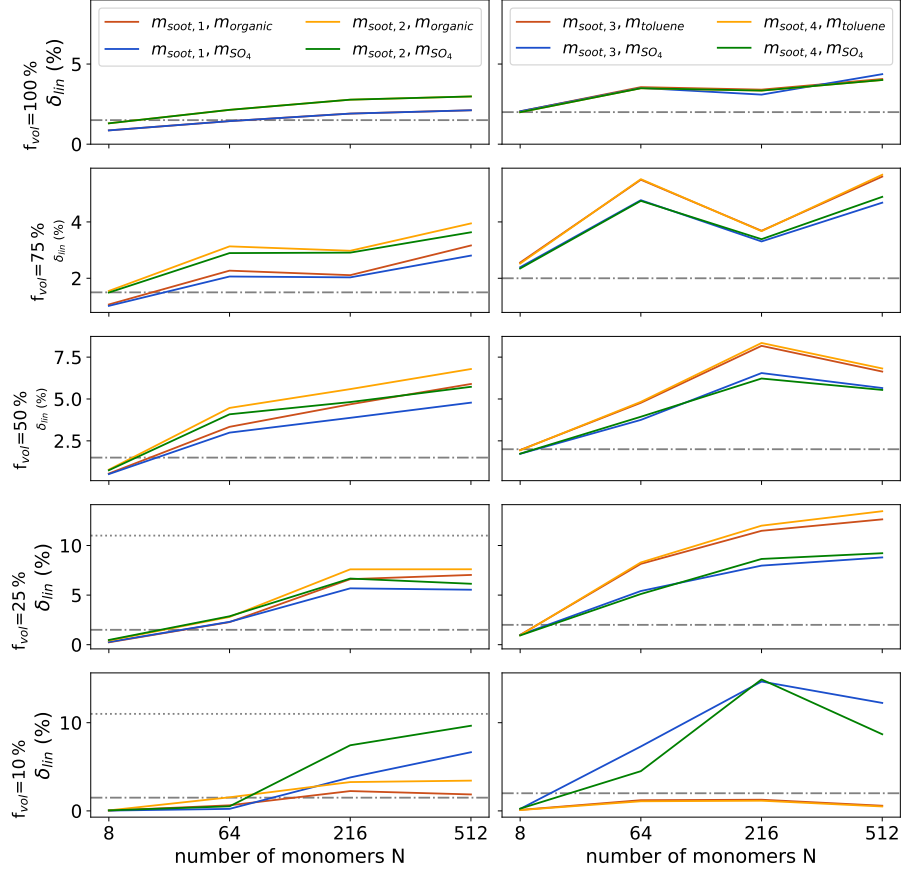 m_soot,1, m_organic
m_soot,2, m_organic
m_soot,1, m_SO4
m_soot,2, m_SO4
m_soot,3, m_toluene
m_soot,4, m_toluene
m_soot,3, m_SO4
m_soot,4, m_SO4
f_vol=100 %
δ_lin (%)
5
0
f_vol=75 %
δ_lin (%)
4
2
f_vol=50 %
δ_lin (%)
7.5
5.0
2.5
f_vol=25 %
δ_lin (%)
10
5
0
f_vol=10 %
δ_lin (%)
10
0
8 64 216 512
8 64 216 512
number of monomers N
number of monomers N